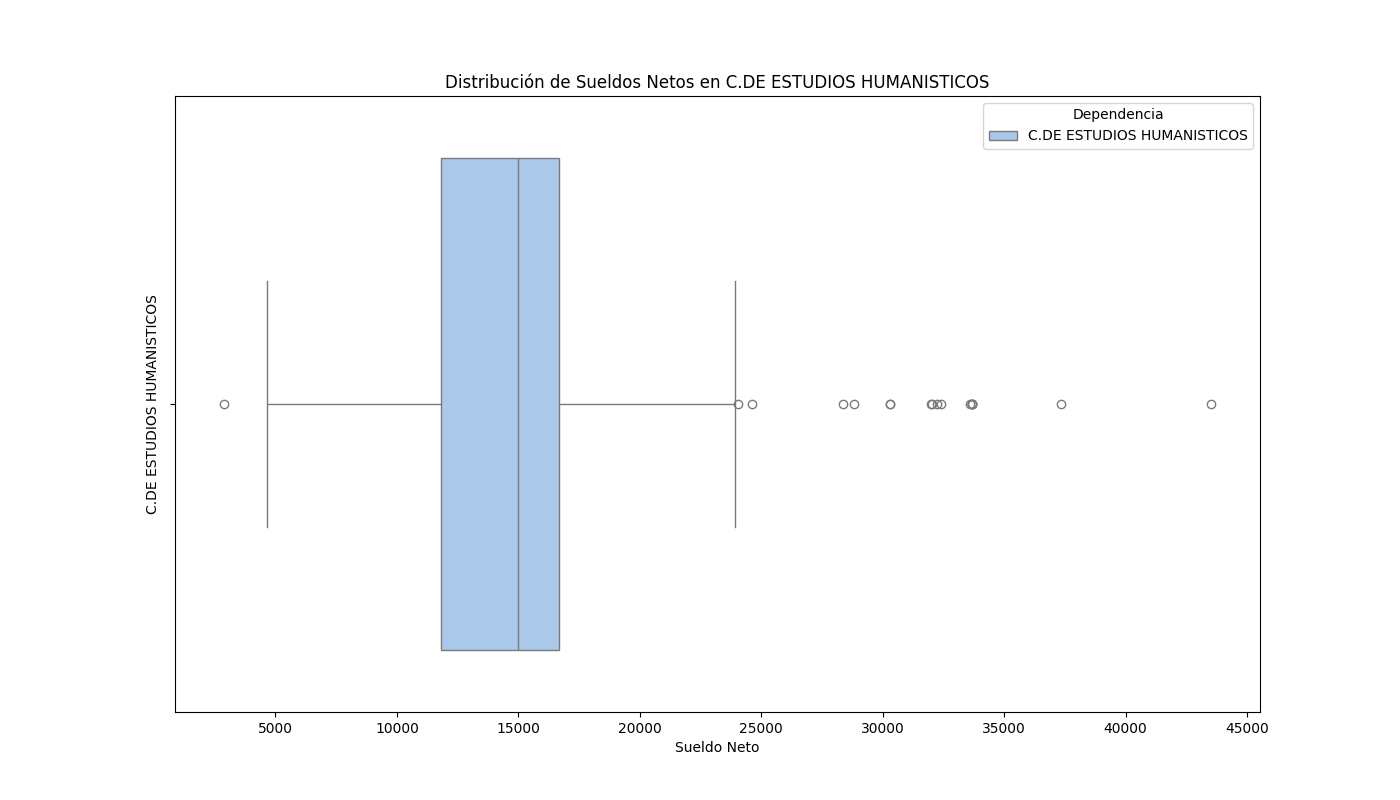 Distribución de Sueldos Netos en C.DE ESTUDIOS HUMANISTICOS
Dependencia
C.DE ESTUDIOS HUMANISTICOS
C.DE ESTUDIOS HUMANISTICOS
5000 10000 15000 20000 25000 30000 35000 40000 45000
Sueldo Neto